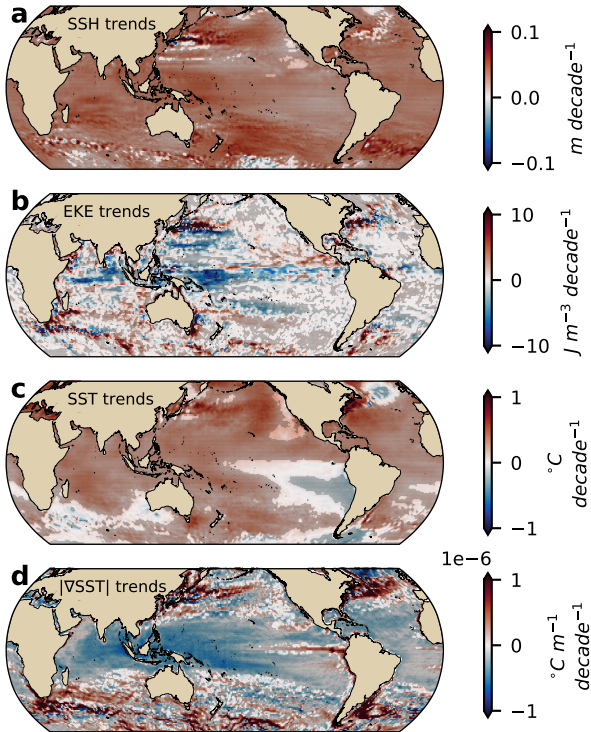 a
SSH trends
0.1
0.0
−0.1
m decade⁻¹
b
EKE trends
10
0
−10
J m⁻³ decade⁻¹
c
SST trends
1
0
−1
°C
decade⁻¹
d
|∇SST| trends
1e−6
1
0
−1
°C m⁻¹
decade⁻¹